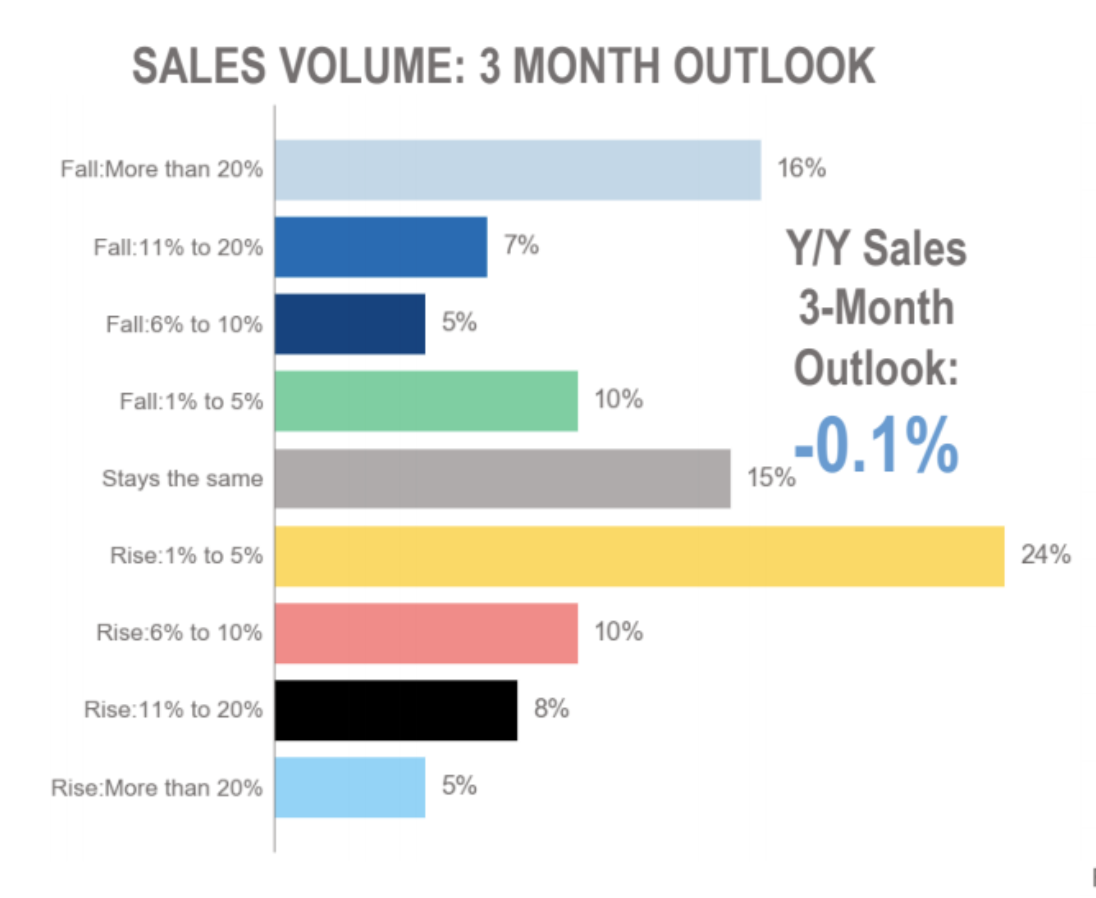 SALES VOLUME: 3 MONTH OUTLOOK
Fall:More than 20%
16%
Fall:11% to 20%
7%
Fall:6% to 10%
5%
Fall:1% to 5%
10%
Stays the same
15%
Rise:1% to 5%
24%
Rise:6% to 10%
10%
Rise:11% to 20%
8%
Rise:More than 20%
5%
Y/Y Sales
3-Month
Outlook:
-0.1%